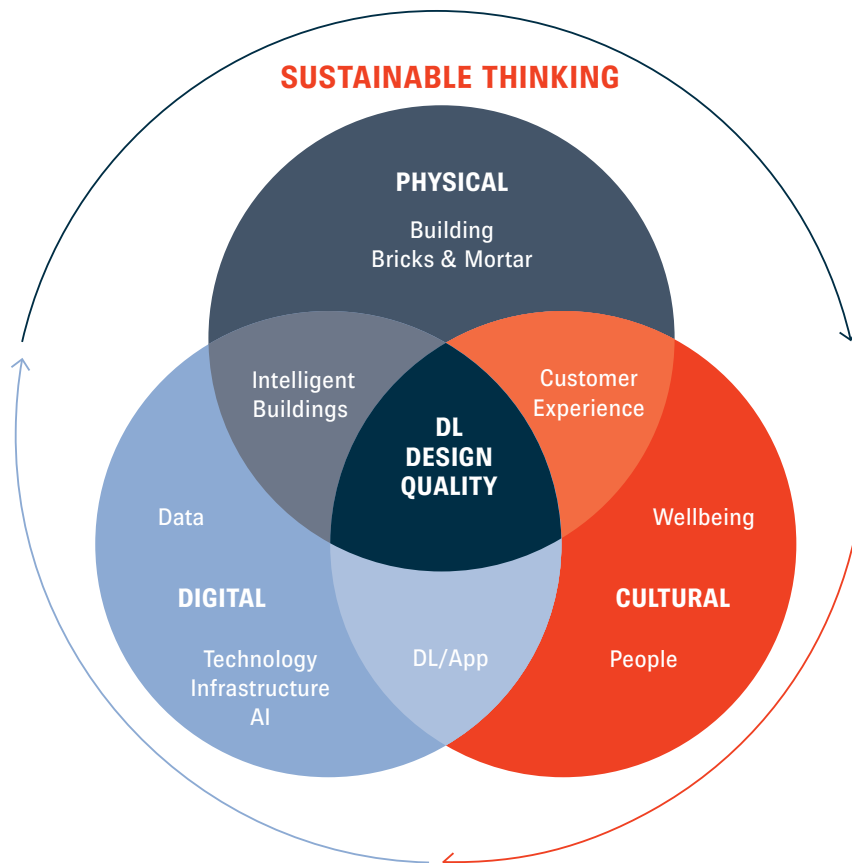 SUSTAINABLE THINKING
PHYSICAL
Building
Bricks & Mortar
Intelligent
Buildings
Customer
Experience
DL
DESIGN
QUALITY
Data
Wellbeing
DIGITAL
CULTURAL
Technology
Infrastructure
AI
DL/App
People